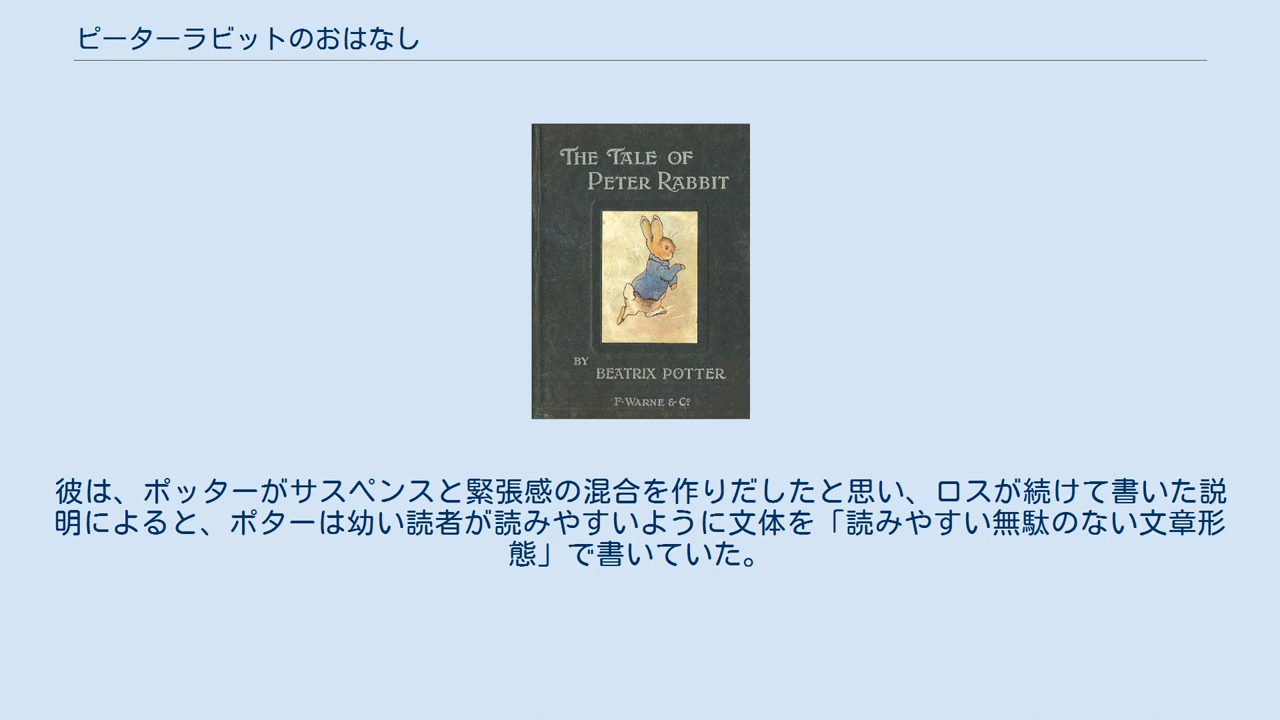 ピーターラビットのおはなし
THE TALE OF
PETER RABBIT
BY
BEATRIX POTTER
F. WARNE & Co
彼は、ポッターがサスペンスと緊張感の混合を作りだしたと思い、ロスが続けて書いた説
明によると、ポターは幼い読者が読みやすいように文体を「読みやすい無駄のない文章形
態」で書いていた。